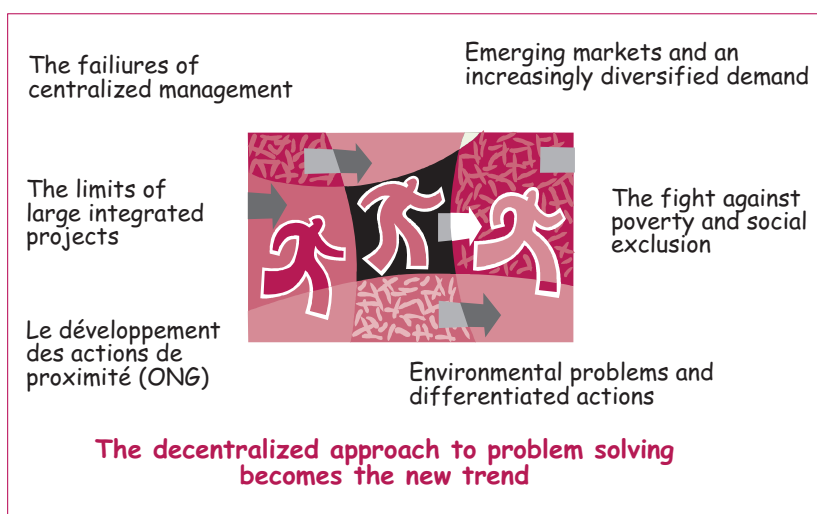 The failiures of
centralized management
Emerging markets and an
increasingly diversified demand
The limits of
large integrated
projects
The fight against
poverty and social
exclusion
Le développement
des actions de
proximité (ONG)
Environmental problems and
differentiated actions
The decentralized approach to problem solving
becomes the new trend